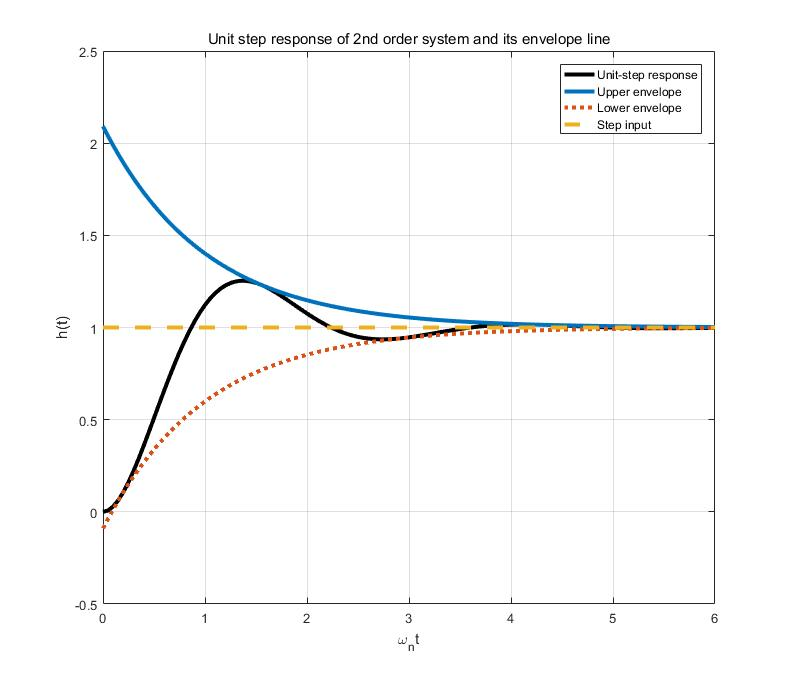 Unit step response of 2nd order system and its envelope line
2.5
2
1.5
1
0.5
0
-0.5
h(t)
Unit-step response
Upper envelope
Lower envelope
Step input
0 1 2 3 4 5 6
ωnt